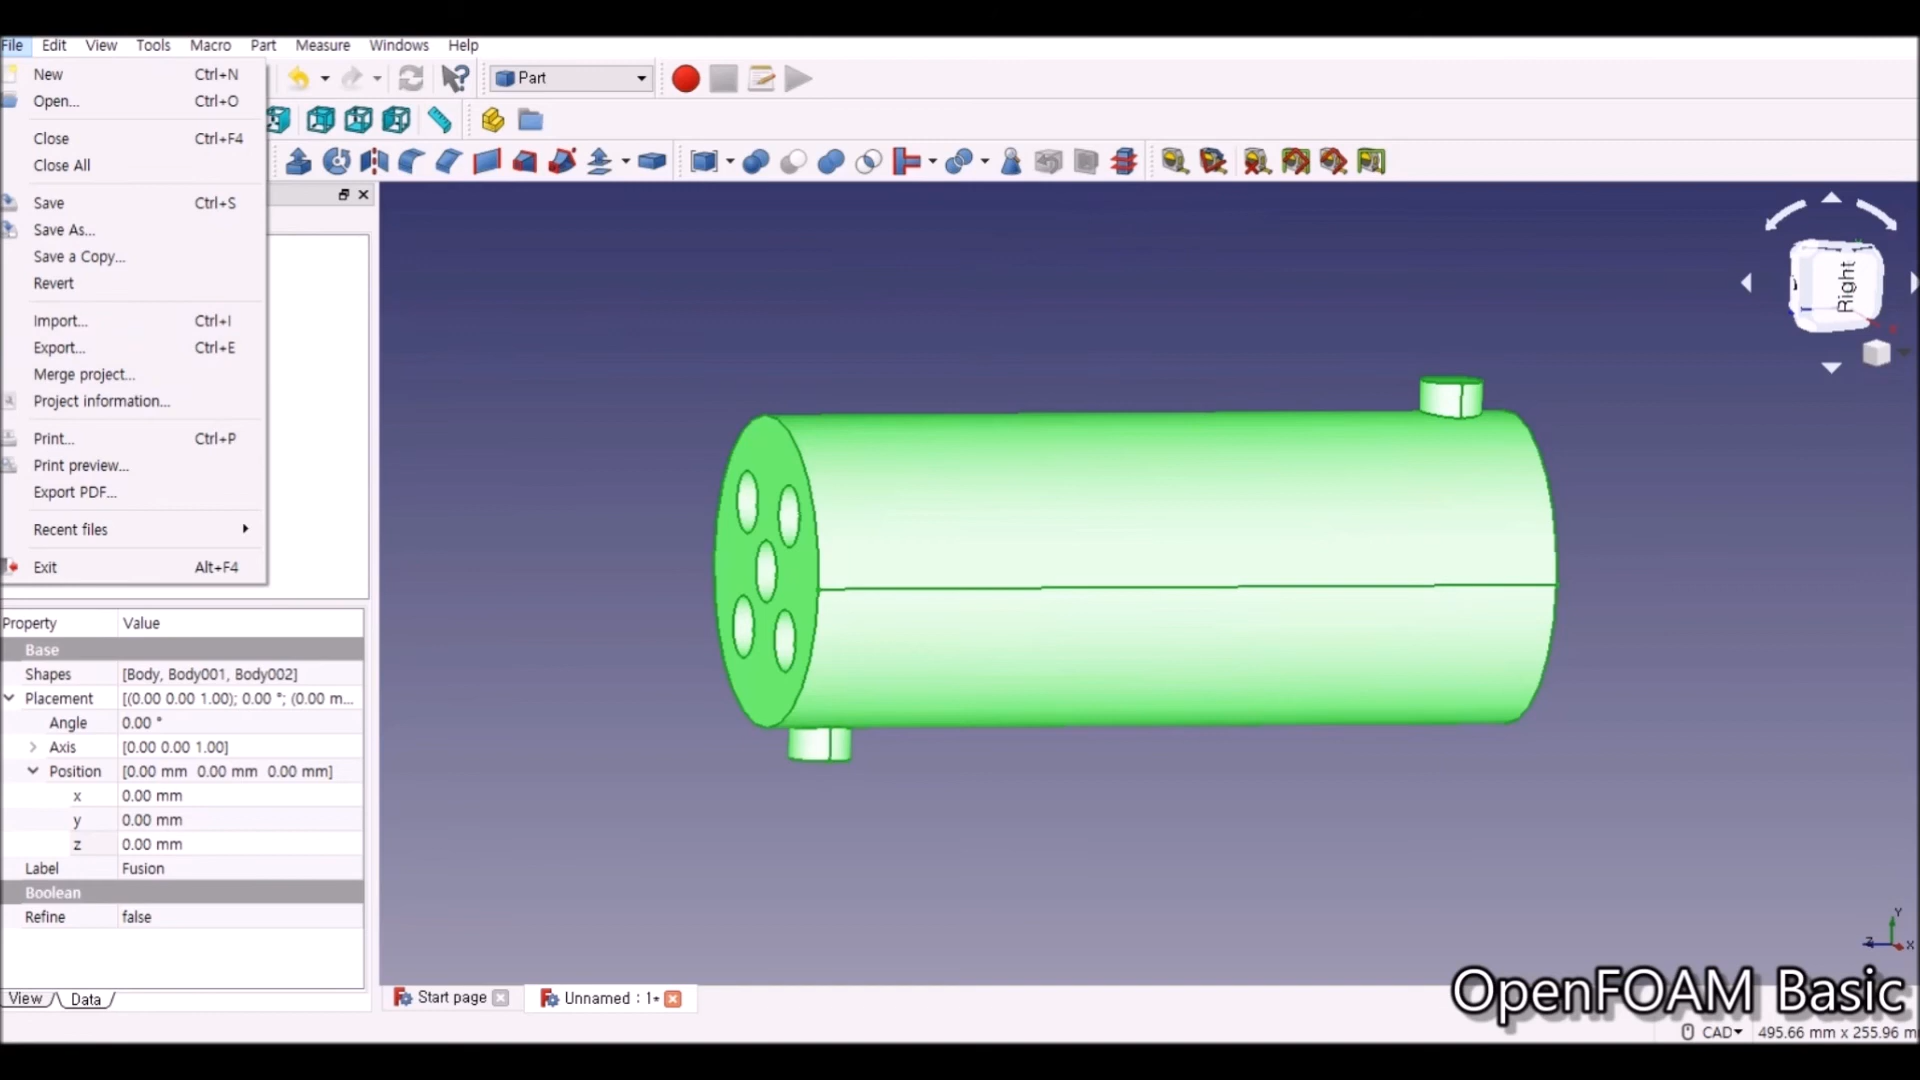 File Edit View Tools Macro Part Measure Windows Help
New Ctrl+N
Open... Ctrl+O
Close Ctrl+F4
Close All
Save Ctrl+S
Save As...
Save a Copy...
Revert
Import... Ctrl+I
Export... Ctrl+E
Merge project...
Project information...
Print... Ctrl+P
Print preview...
Export PDF...
Recent files
Exit Alt+F4
Part
Right
Property Value
Base
Shapes [Body, Body001, Body002]
Placement [(0.00 0.00 1.00); 0.00 °; (0.00 m...
Angle 0.00 °
Axis [0.00 0.00 1.00]
Position [0.00 mm 0.00 mm 0.00 mm]
x 0.00 mm
y 0.00 mm
z 0.00 mm
Label Fusion
Boolean
Refine false
View Data
Start page
Unnamed : 1*
Y
Z X
OpenFOAM Basic
CAD 495.66 mm x 255.96 m